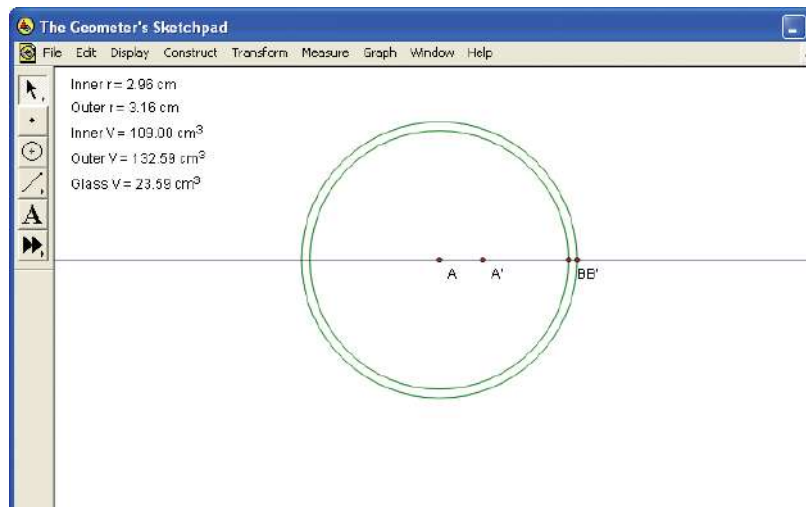 The Geometer's Sketchpad
File Edit Display Construct Transform Measure Graph Window Help
Inner r = 2.96 cm
Outer r = 3.16 cm
Inner V = 109.00 cm³
Outer V = 132.59 cm³
Glass V = 23.59 cm³
A A' BB'
A